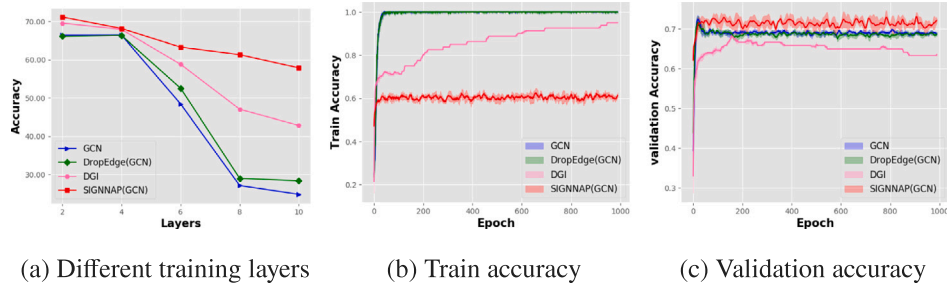 Accuracy
60.00
50.00
40.00
30.00
GCN
DropEdge(GCN)
DGI
SIGNNAP(GCN)
2 4 6 8 10
Layers
(a) Different training layers
Train Accuracy
1.0
0.8
0.6
0.4
0.2
GCN
DropEdge(GCN)
DGI
SIGNNAP(GCN)
0 200 400 600 800 1000
Epoch
(b) Train accuracy
validation Accuracy
0.7
0.6
0.5
0.4
0.3
GCN
DropEdge(GCN)
DGI
SIGNNAP(GCN)
0 200 400 600 800 1000
Epoch
(c) Validation accuracy